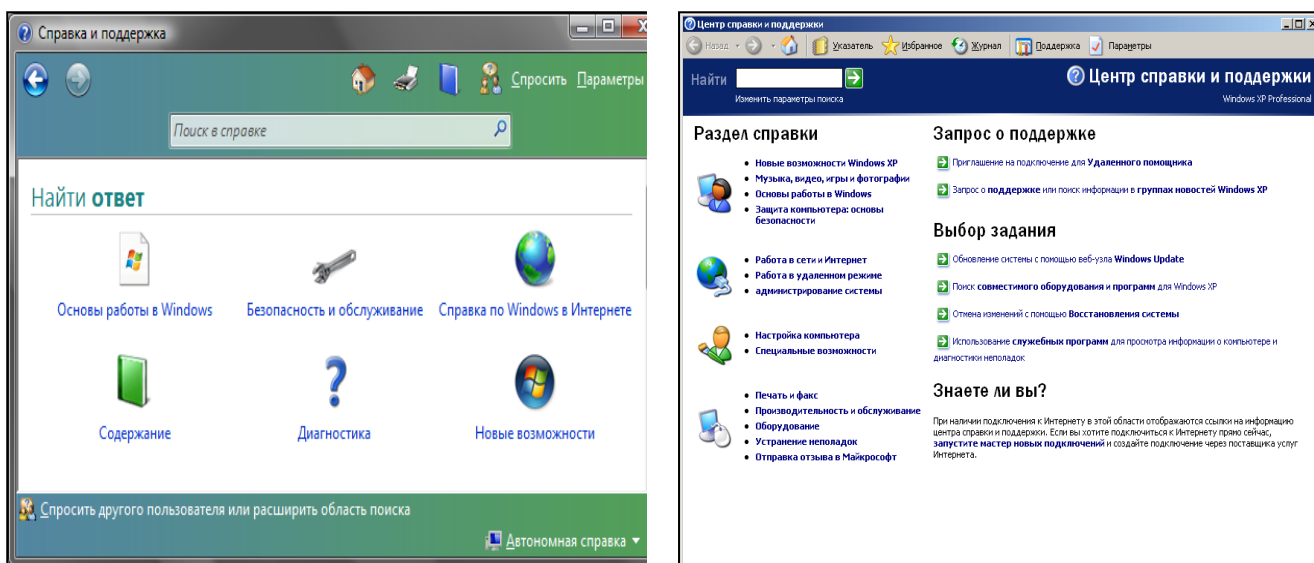 Справка и поддержка
Спросить Параметры
Поиск в справке
Найти ответ
Основы работы в Windows
Безопасность и обслуживание
Справка по Windows в Интернете
Содержание
Диагностика
Новые возможности
Спросить другого пользователя или расширить область поиска
Автономная справка
Центр справки и поддержки
Назад
Указатель
Избранное
Журнал
Поддержка
Параметры
Найти
Изменить параметры поиска
Центр справки и поддержки
Windows XP Professional
Раздел справки
Новые возможности Windows XP
Музыка, видео, игры и фотографии
Основы работы в Windows
Защита компьютера: основы
безопасности
Работа в сети и Интернет
Работа в удаленном режиме
администрирование системы
Настройка компьютера
Специальные возможности
Печать и факс
Производительность и обслуживание
Оборудование
Устранение неполадок
Отправка отзыва в Майкрософт
Запрос о поддержке
Приглашение на подключение для Удаленного помощника
Запрос о поддержке или поиск информации в группах новостей Windows XP
Выбор задания
Обновление системы с помощью веб-узла Windows Update
Поиск совместимого оборудования и программ для Windows XP
Отмена изменений с помощью Восстановления системы
Использование служебных программ для просмотра информации о компьютере и
диагностики неполадок
Знаете ли вы?
При наличии подключения к Интернету в этой области отображаются ссылки на информацию
центра справки и поддержки. Если вы хотите подключиться к Интернету прямо сейчас,
запустите мастер новых подключений и создайте подключение через поставщика услуг
Интернета.